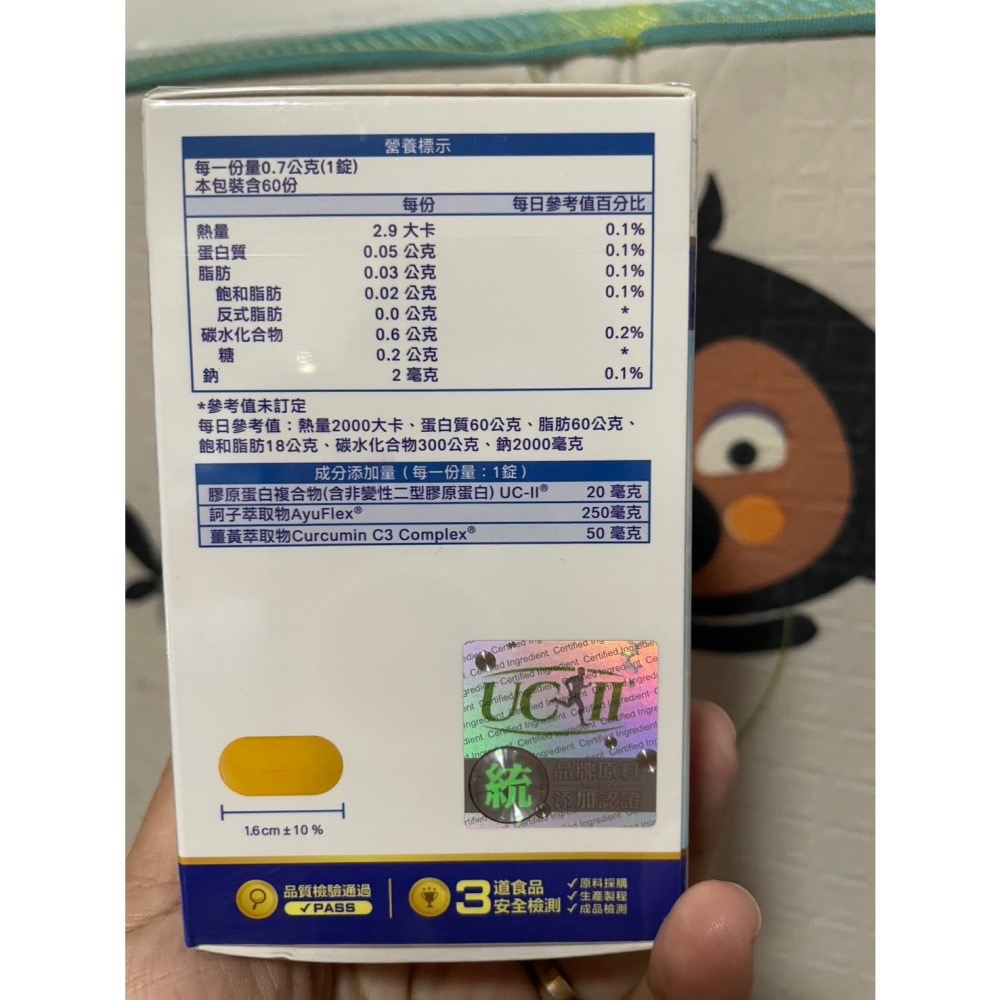 營養標示
每一份量0.7公克(1錠)
本包裝含60份
每份 每日參考值百分比
熱量 2.9 大卡 0.1%
蛋白質 0.05 公克 0.1%
脂肪 0.03 公克 0.1%
飽和脂肪 0.02 公克 0.1%
反式脂肪 0.0 公克 *
碳水化合物 0.6 公克 0.2%
糖 0.2 公克 *
鈉 2 毫克 0.1%
*參考值未訂定
每日參考值：熱量2000大卡、蛋白質60公克、脂肪60公克、
飽和脂肪18公克、碳水化合物300公克、鈉2000毫克
成分添加量（每一份量：1錠）
膠原蛋白複合物(含非變性二型膠原蛋白) UC-II® 20 毫克
訶子萃取物AyuFlex® 250毫克
薑黃萃取物Curcumin C3 Complex® 50 毫克
Certified Ingredient
UC-II®
統
品牌原料
添加認證
1.6cm±10%
品質檢驗通過
✓PASS
3道食品
安全檢測
✓原料採購
✓生產製程
✓成品檢測